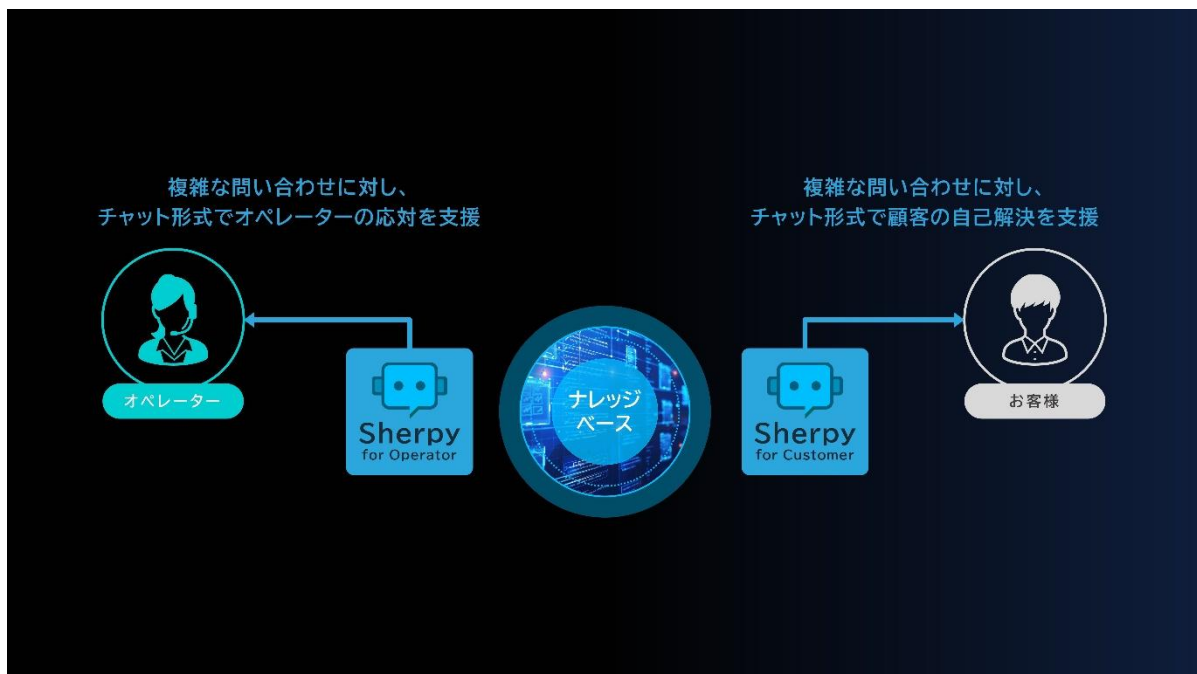 複雑な問い合わせに対し、
チャット形式でオペレーターの応対を支援
オペレーター
Sherpy
for Operator
ナレッジ
ベース
複雑な問い合わせに対し、
チャット形式で顧客の自己解決を支援
Sherpy
for Customer
お客様